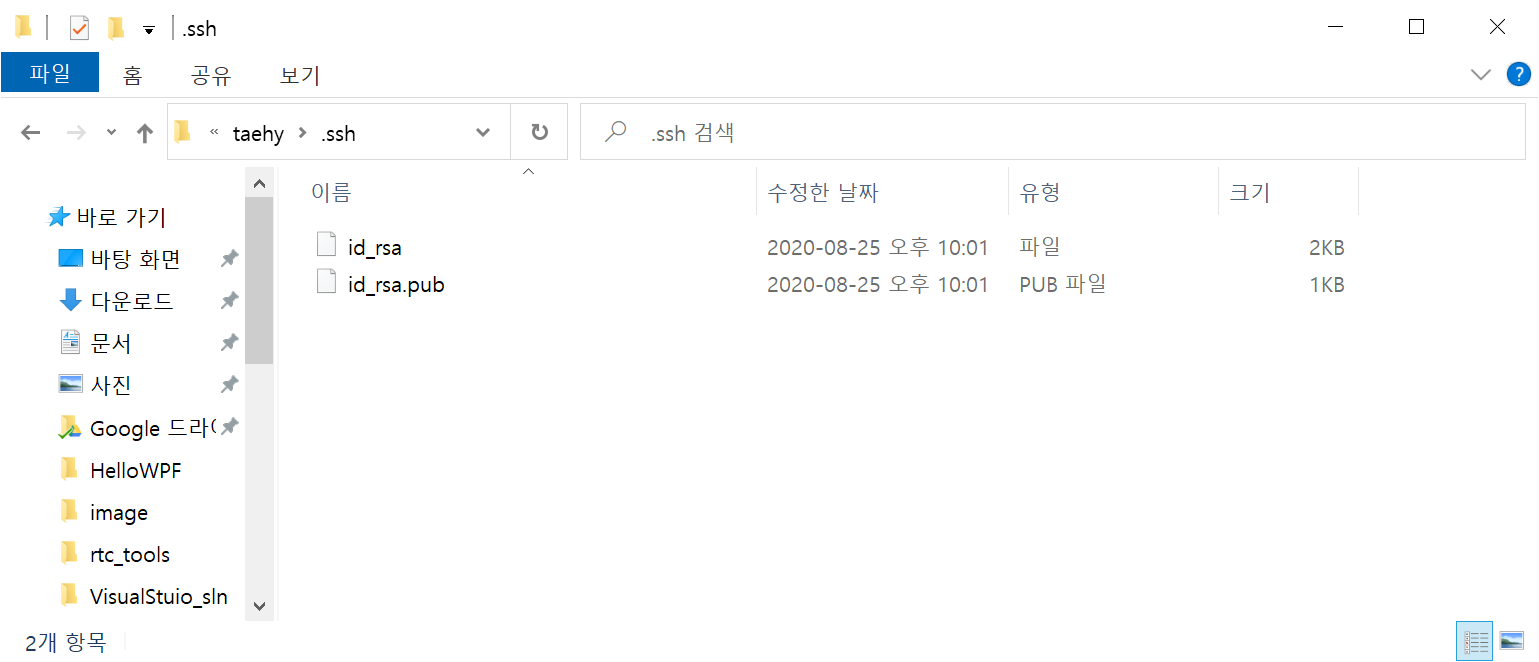 .ssh
파일 홈 공유 보기
« taehy > .ssh
.ssh 검색
이름 수정한 날짜 유형 크기
id_rsa 2020-08-25 오후 10:01 파일 2KB
id_rsa.pub 2020-08-25 오후 10:01 PUB 파일 1KB
바로 가기
바탕 화면
다운로드
문서
사진
Google 드라
HelloWPF
image
rtc_tools
VisualStuio_sln
2개 항목